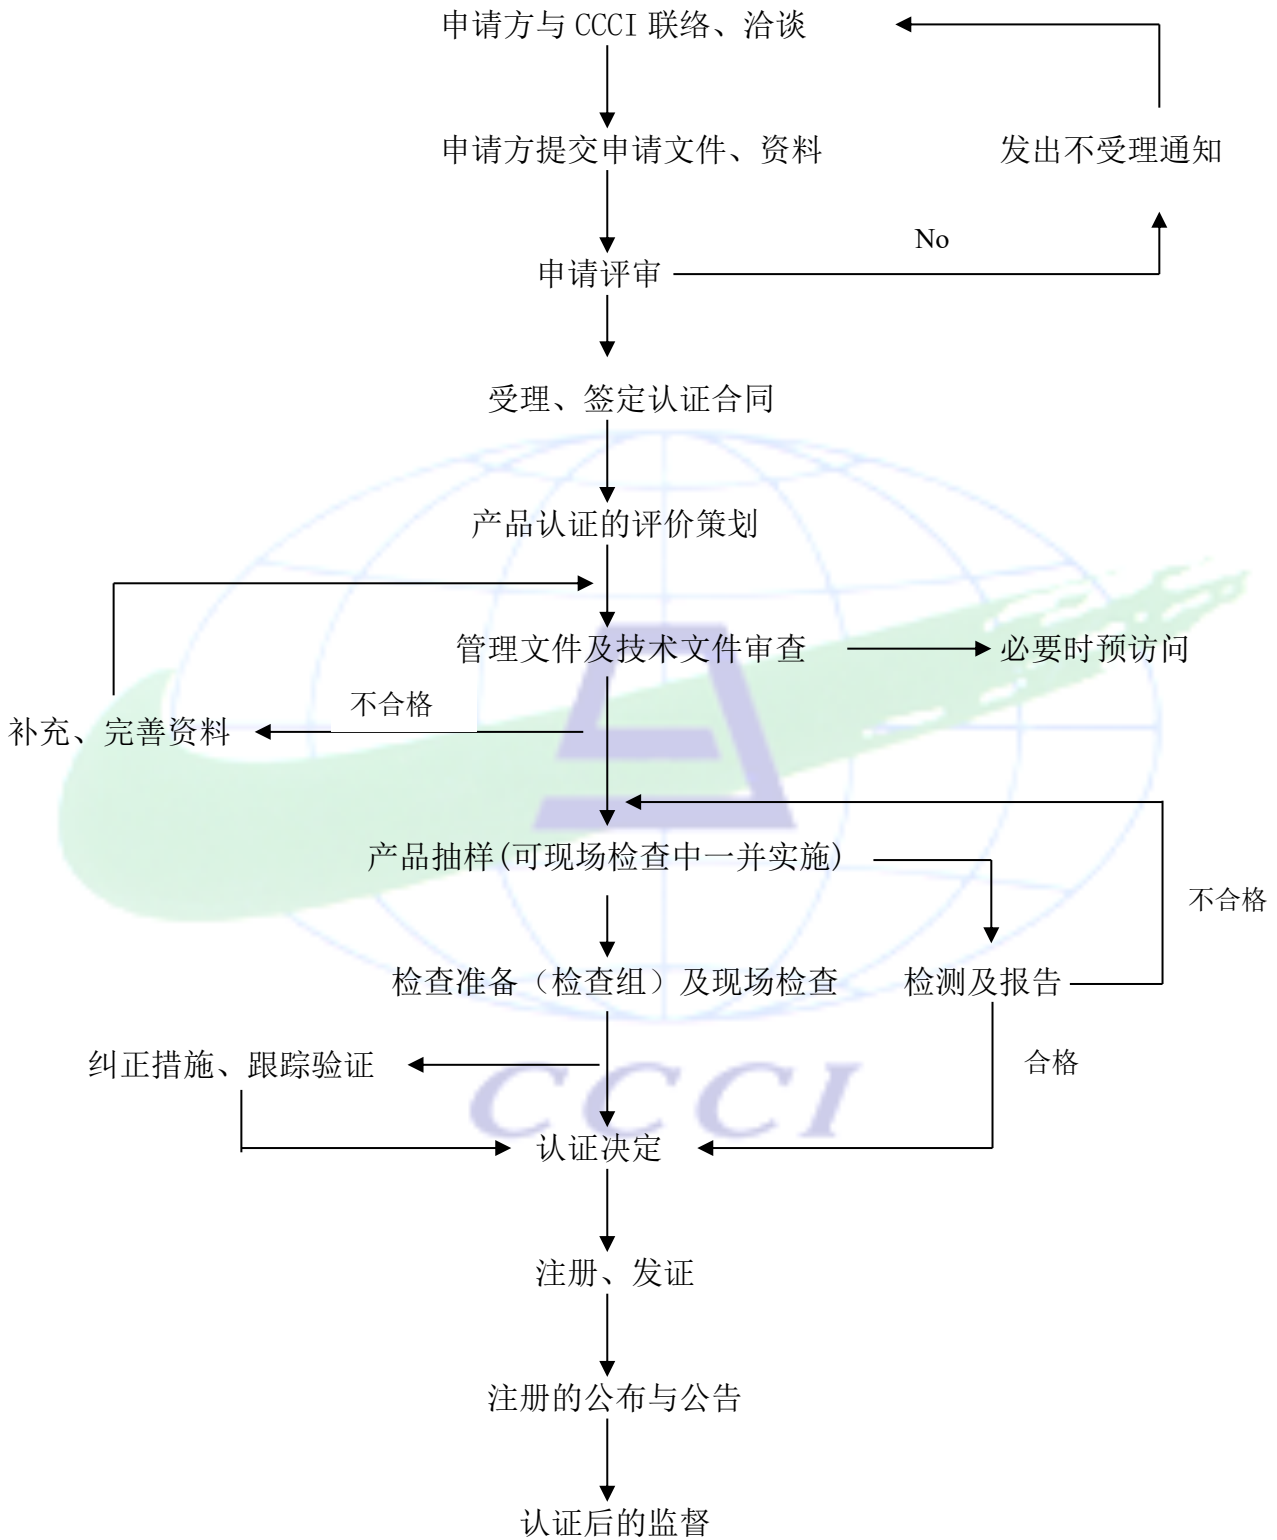 申请方与 CCCI 联络、洽谈
申请方提交申请文件、资料
发出不受理通知
No
申请评审
受理、签定认证合同
产品认证的评价策划
管理文件及技术文件审查
必要时预访问
不合格
补充、完善资料
产品抽样(可现场检查中一并实施)
不合格
检查准备（检查组）及现场检查
检测及报告
纠正措施、跟踪验证
合格
CCCI
认证决定
注册、发证
注册的公布与公告
认证后的监督